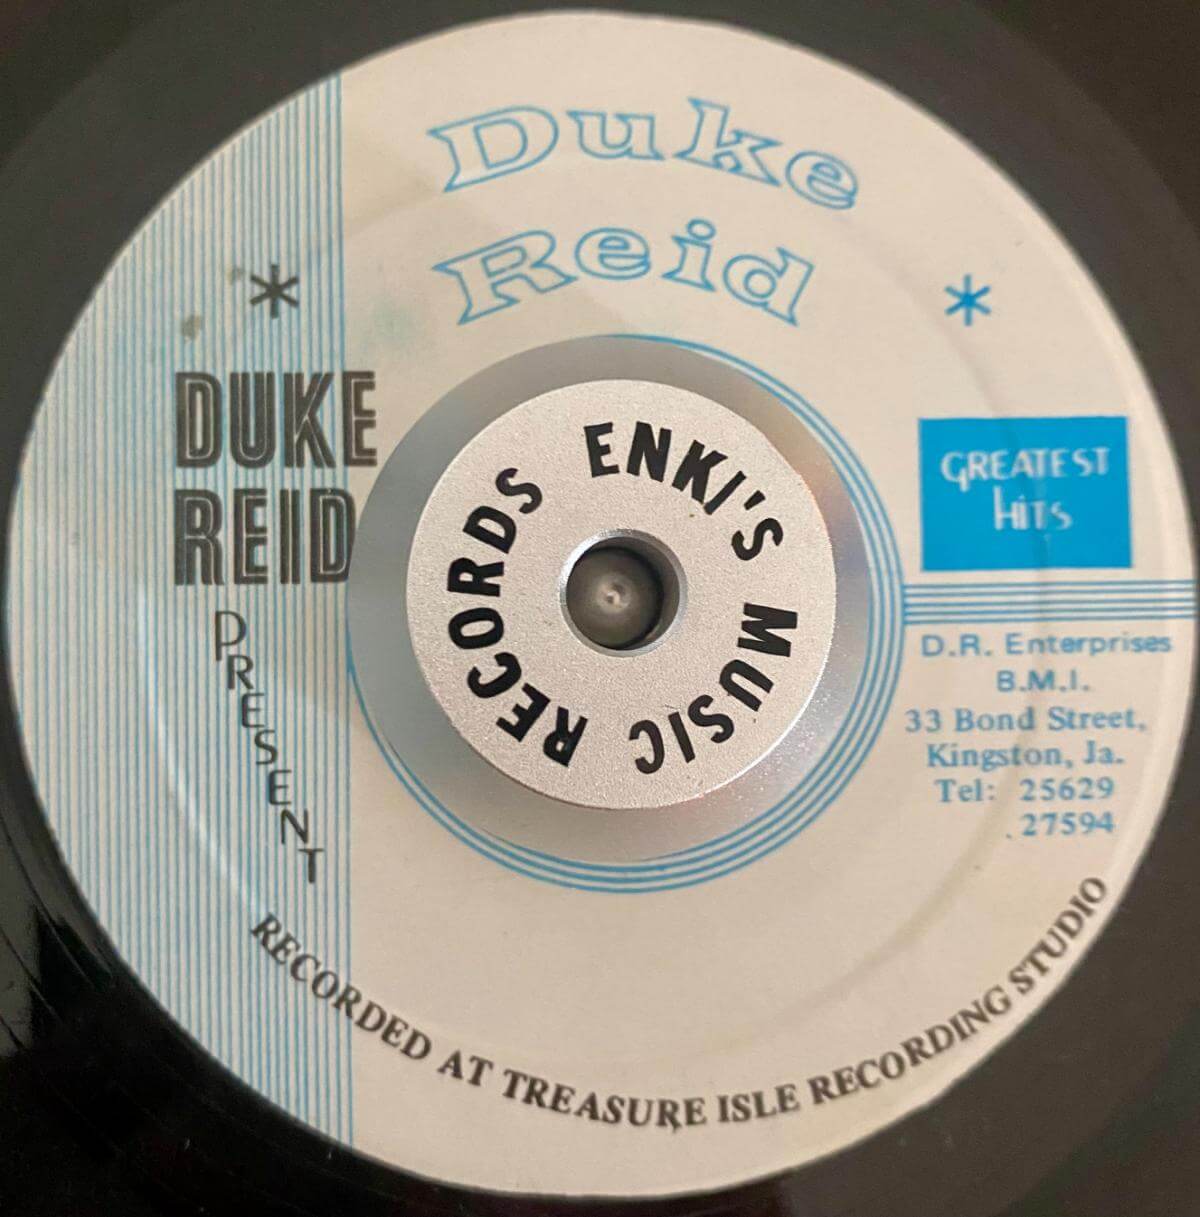 Duke
Reid
*
*
DUKE
REID
PRESENT
ENKI'S MUSIC RECORDS
GREATEST
HITS
D.R. Enterprises
B.M.I.
33 Bond Street,
Kingston, Ja.
Tel: 25629
27594
RECORDED AT TREASURE ISLE RECORDING STUDIO